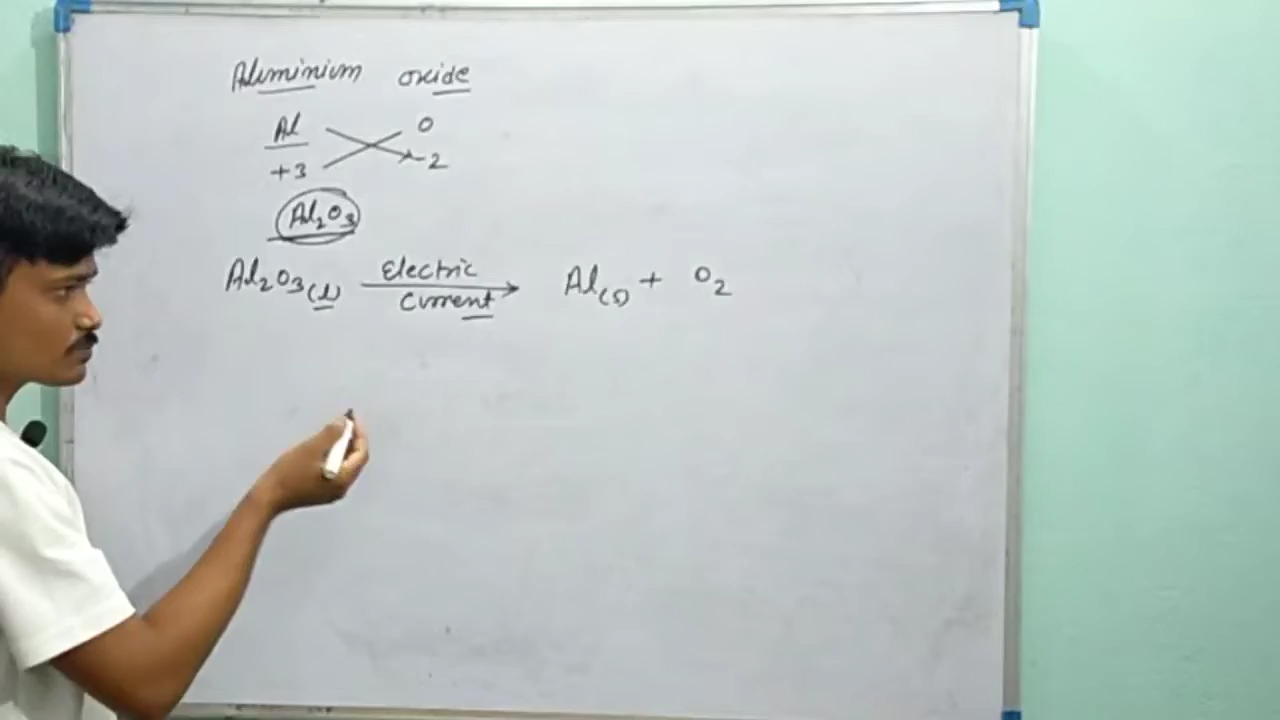 Aluminium oxide
Al O
+3 -2
Al₂O₃
Al₂O₃(l) Electric Current → Al(s) + O₂